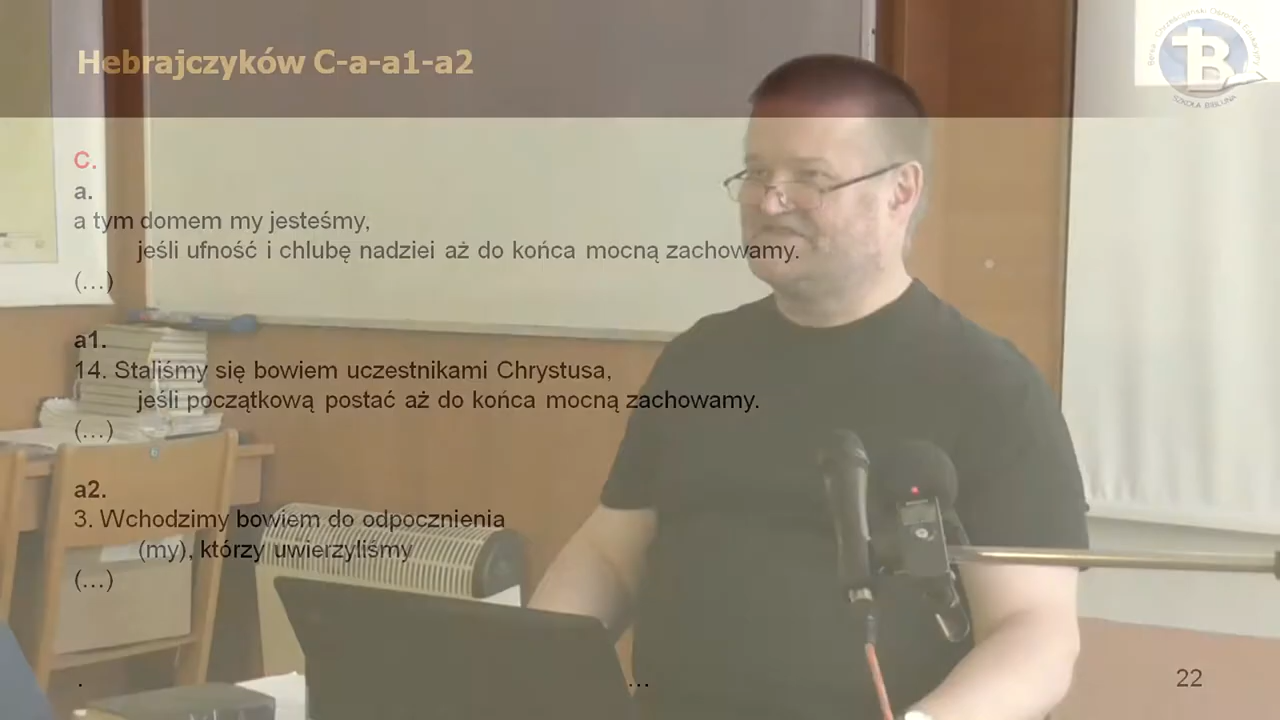 Hebrajczyków C-a-a1-a2
C.
a.
a tym domem my jesteśmy,
jeśli ufność i chlubę nadziei aż do końca mocną zachowamy.
(...)
a1.
14. Staliśmy się bowiem uczestnikami Chrystusa,
jeśli początkową postać aż do końca mocną zachowamy.
(...)
a2.
3. Wchodzimy bowiem do odpocznienia
(my), którzy uwierzyliśmy
(...)
. ... 22
B
SZKOŁA BIBLIJNA